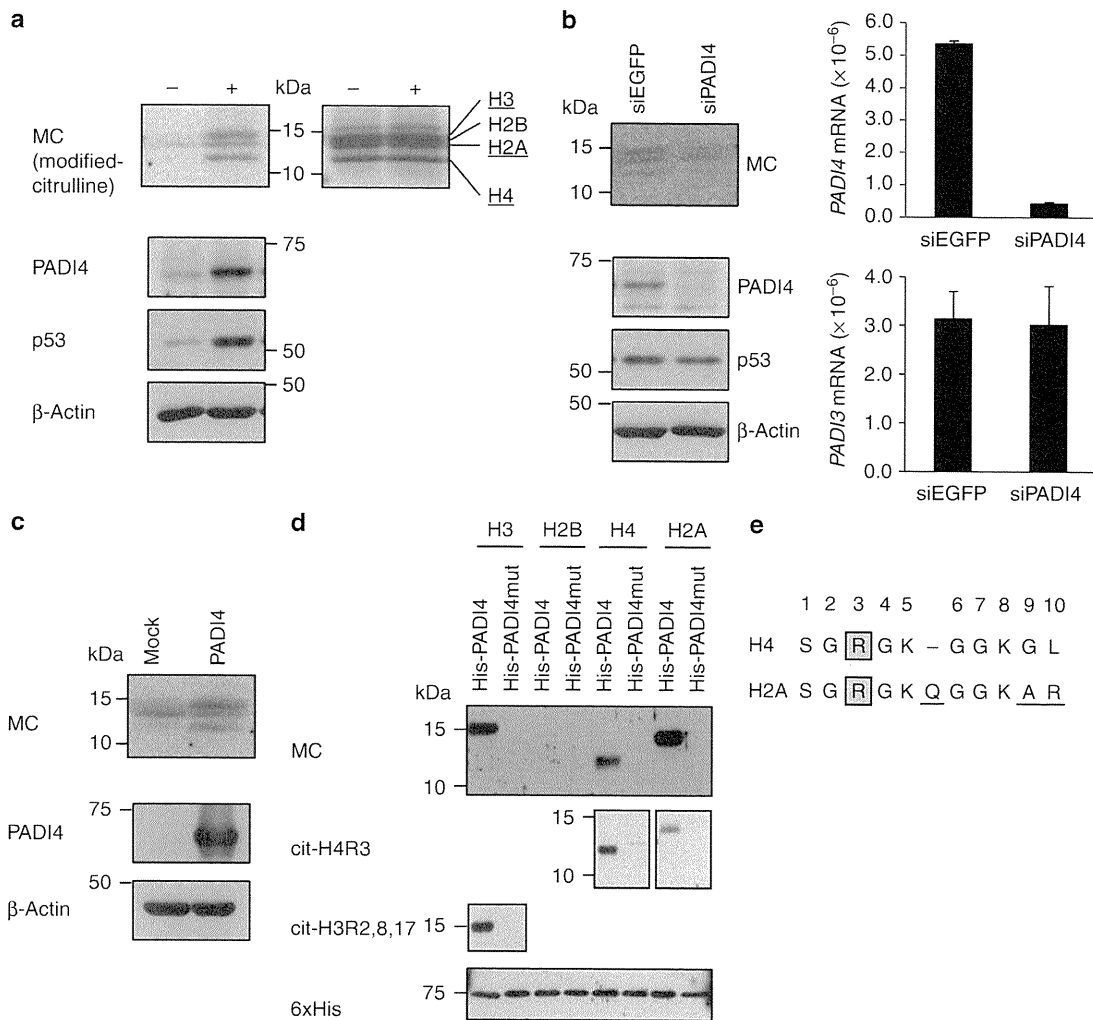 a
– + kDa – +
MC
(modified-
citrulline)
15
10
H3
H2B
H2A
H4
PADI4
75
p53
50
β-Actin
50
b
siEGFP
siPADI4
kDa
15
10
MC
75
PADI4
50
p53
50
β-Actin
PADI4 mRNA (×10⁻⁶)
6.0
5.0
4.0
3.0
2.0
1.0
0.0
siEGFP siPADI4
PADI3 mRNA (×10⁻⁶)
4.0
3.0
2.0
1.0
0.0
siEGFP siPADI4
c
Mock
PADI4
kDa
15
10
MC
75
PADI4
50
β-Actin
d
H3 H2B H4 H2A
His-PADI4
His-PADI4mut
His-PADI4
His-PADI4mut
His-PADI4
His-PADI4mut
His-PADI4
His-PADI4mut
kDa
15
10
MC
15
10
cit-H4R3
cit-H3R2,8,17
15
6xHis
75
e
1 2 3 4 5 6 7 8 9 10
H4 S G R G K – G G K G L
H2A S G R G K Q G G K A R